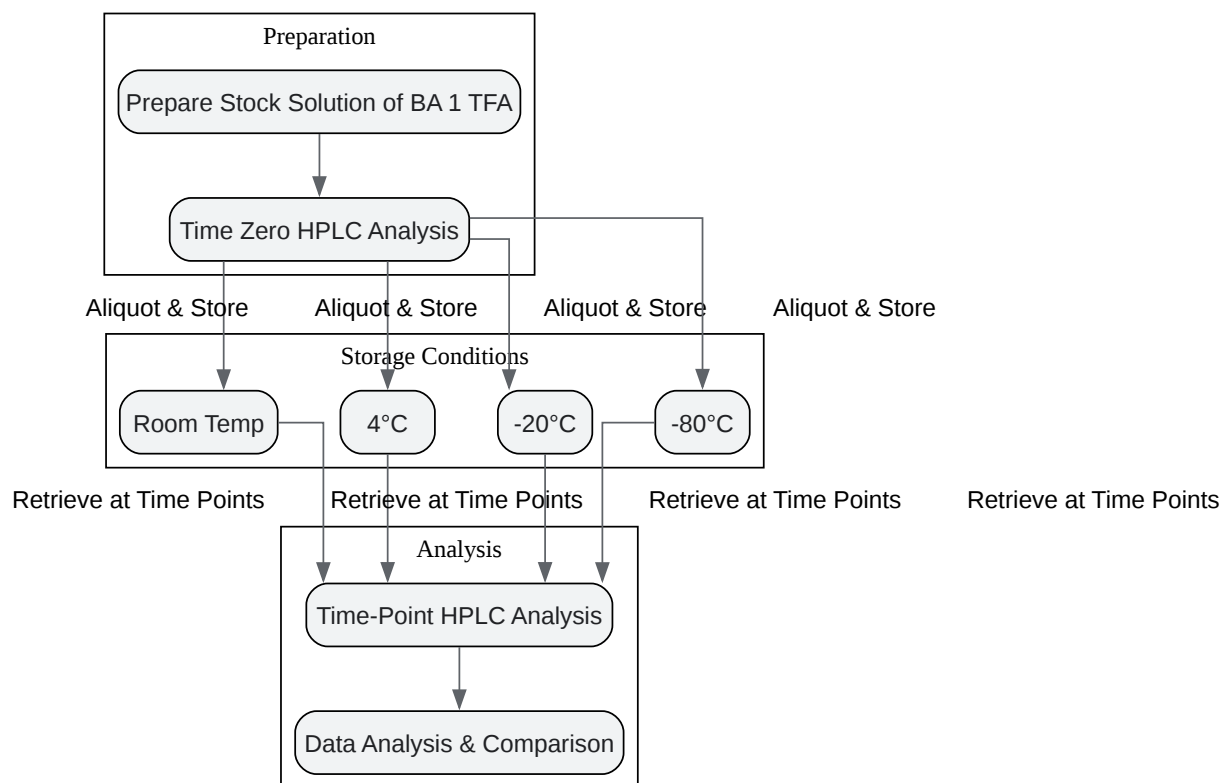 Preparation
Prepare Stock Solution of BA 1 TFA
Time Zero HPLC Analysis
Aliquot & Store
Aliquot & Store
Aliquot & Store
Aliquot & Store
Storage Conditions
Room Temp
4°C
-20°C
-80°C
Retrieve at Time Points
Retrieve at Time Points
Retrieve at Time Points
Retrieve at Time Points
Analysis
Time-Point HPLC Analysis
Data Analysis & Comparison